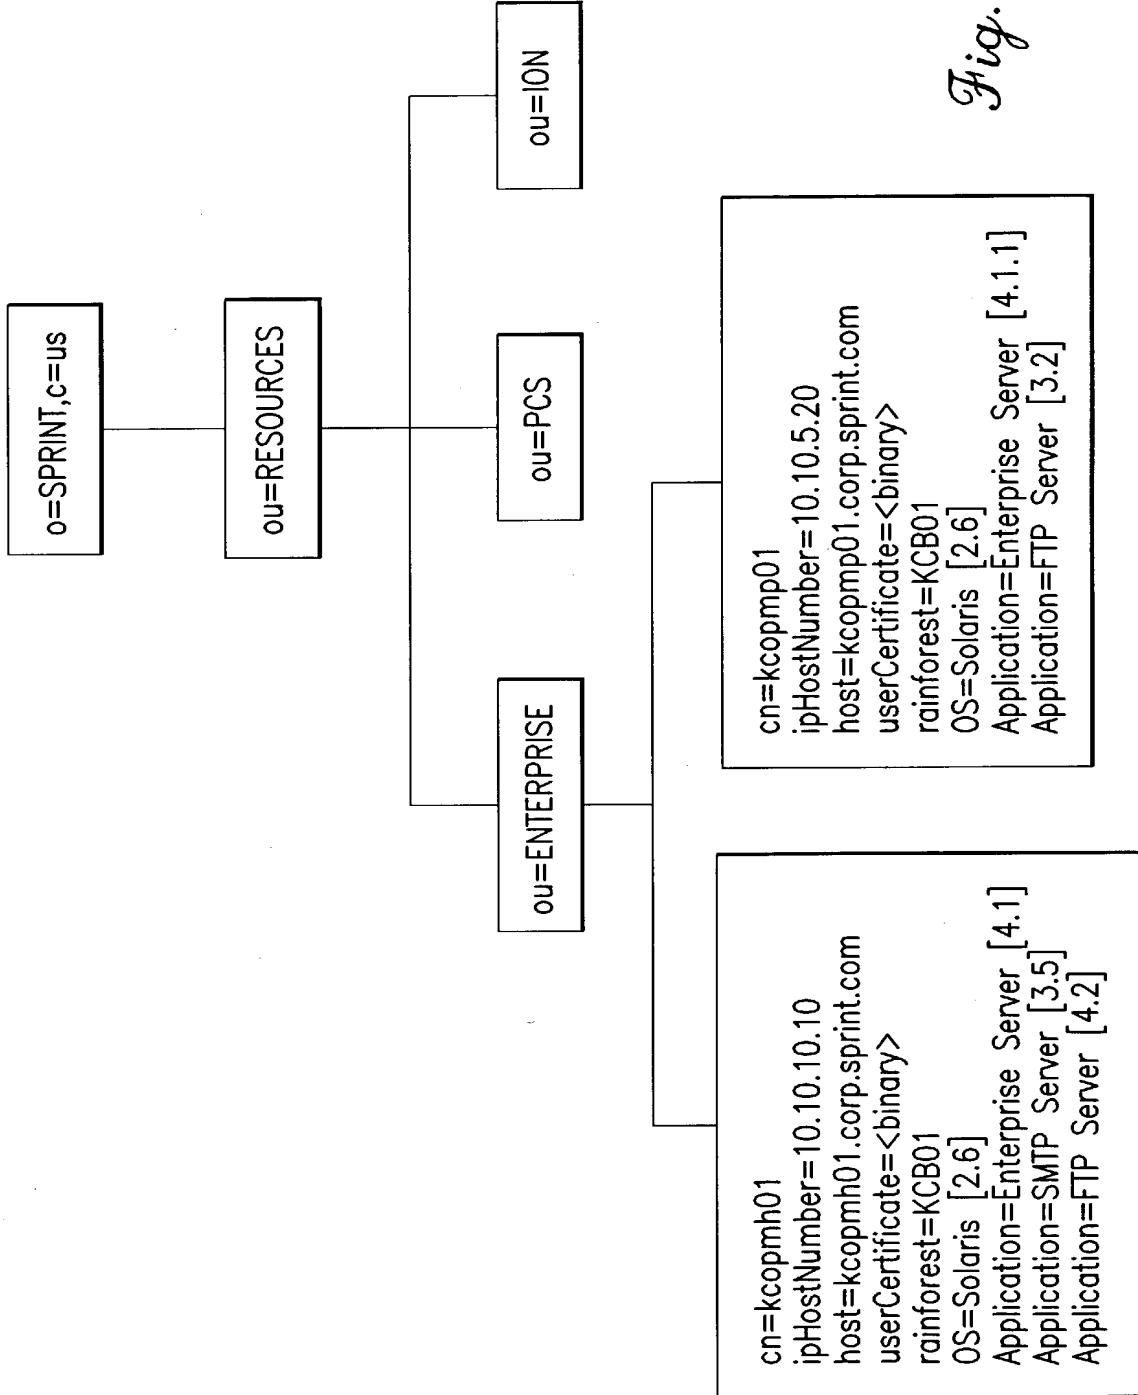 o=SPRINT,c=us
ou=RESOURCES
ou=ENTERPRISE
ou=PCS
ou=ION
cn=kcopmh01
ipHostNumber=10.10.10.10
host=kcopmh01.corp.sprint.com
userCertificate=<binary>
rainforest=KCB01
OS=Solaris [2.6]
Application=Enterprise Server [4.1]
Application=SMTP Server [3.5]
Application=FTP Server [4.2]
cn=kcopmp01
ipHostNumber=10.10.5.20
host=kcopmp01.corp.sprint.com
userCertificate=<binary>
rainforest=KCB01
OS=Solaris [2.6]
Application=Enterprise Server [4.1.1]
Application=FTP Server [3.2]
Fig.